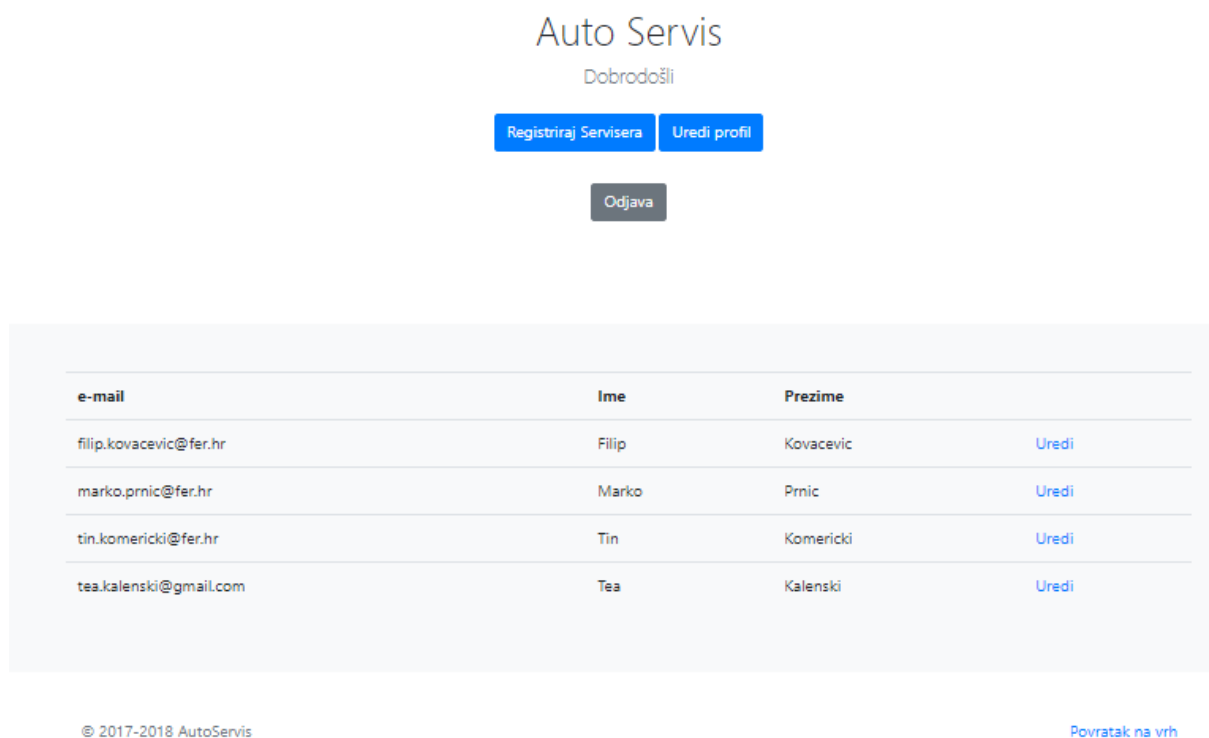 Auto Servis
Dobrodošli
Registriraj Servisera Uredi profil
Odjava
e-mail Ime Prezime
filip.kovacevic@fer.hr Filip Kovacevic Uredi
marko.prnic@fer.hr Marko Prnic Uredi
tin.komericki@fer.hr Tin Komericki Uredi
tea.kalenski@gmail.com Tea Kalenski Uredi
© 2017-2018 AutoServis Povratak na vrh